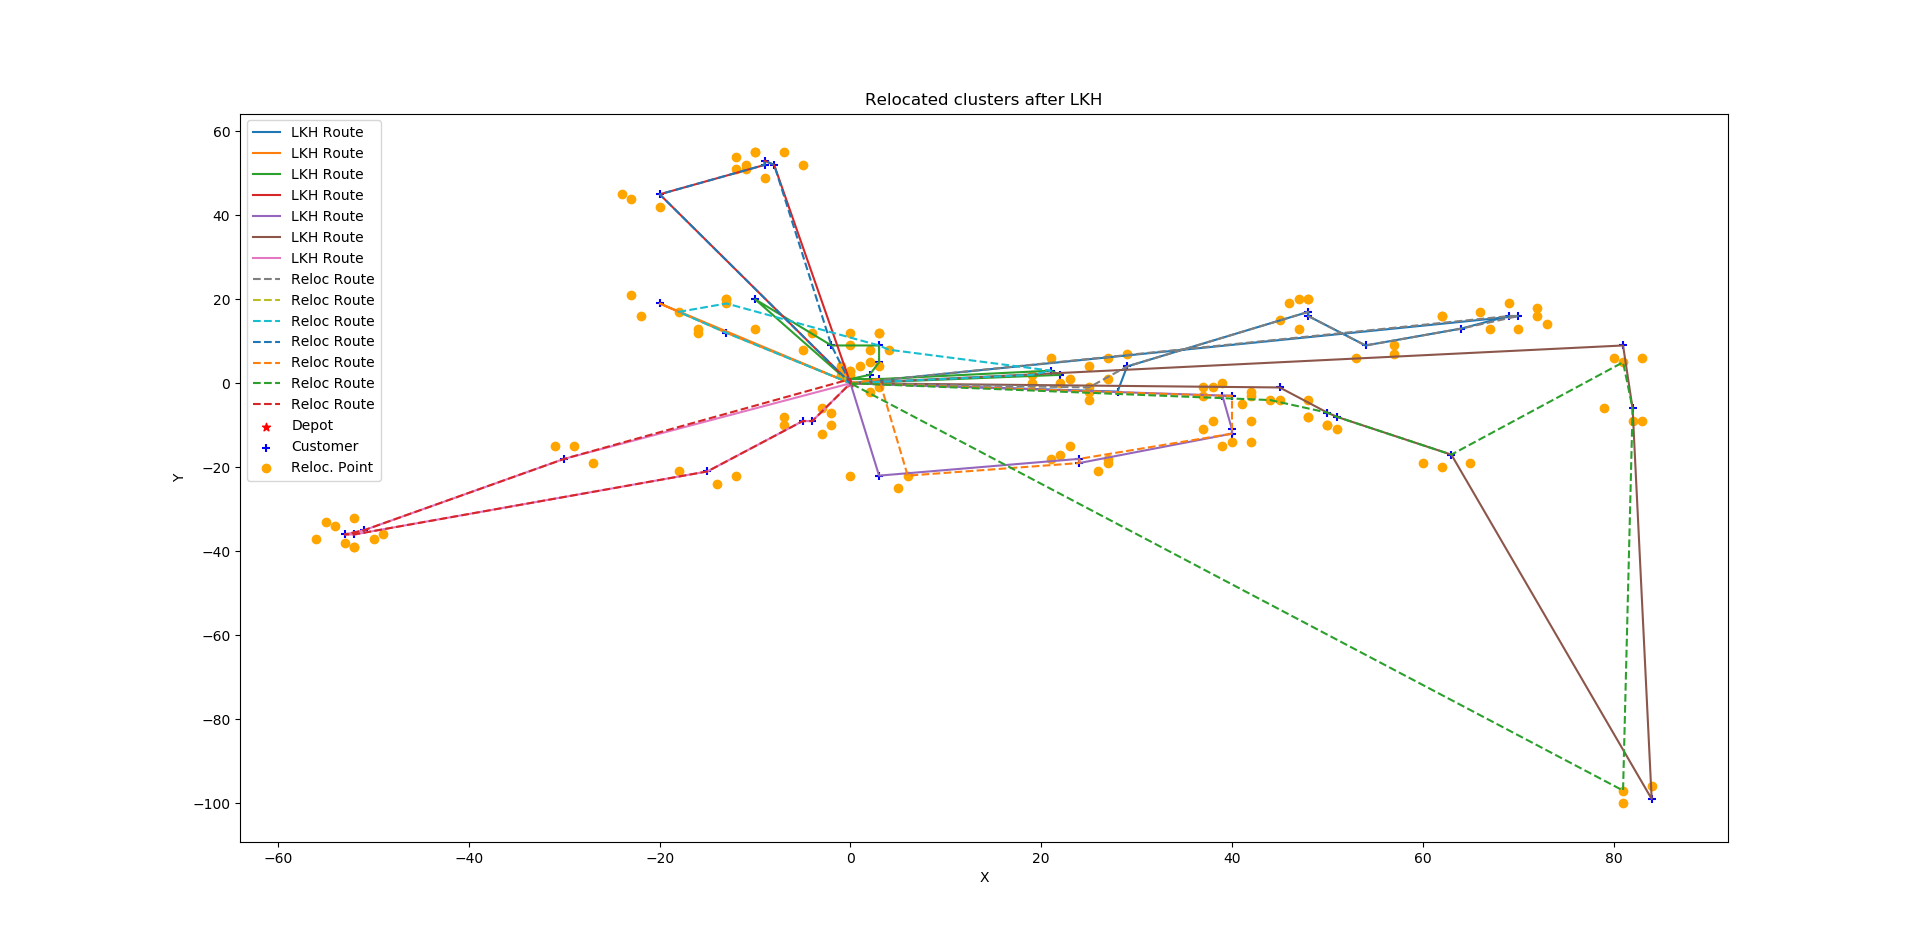 Relocated clusters after LKH
LKH Route
LKH Route
LKH Route
LKH Route
LKH Route
LKH Route
LKH Route
Reloc Route
Reloc Route
Reloc Route
Reloc Route
Reloc Route
Reloc Route
Reloc Route
Depot
Customer
Reloc. Point
60
40
20
0
−20
−40
−60
−80
−100
Y
−60 −40 −20 0 20 40 60 80
X